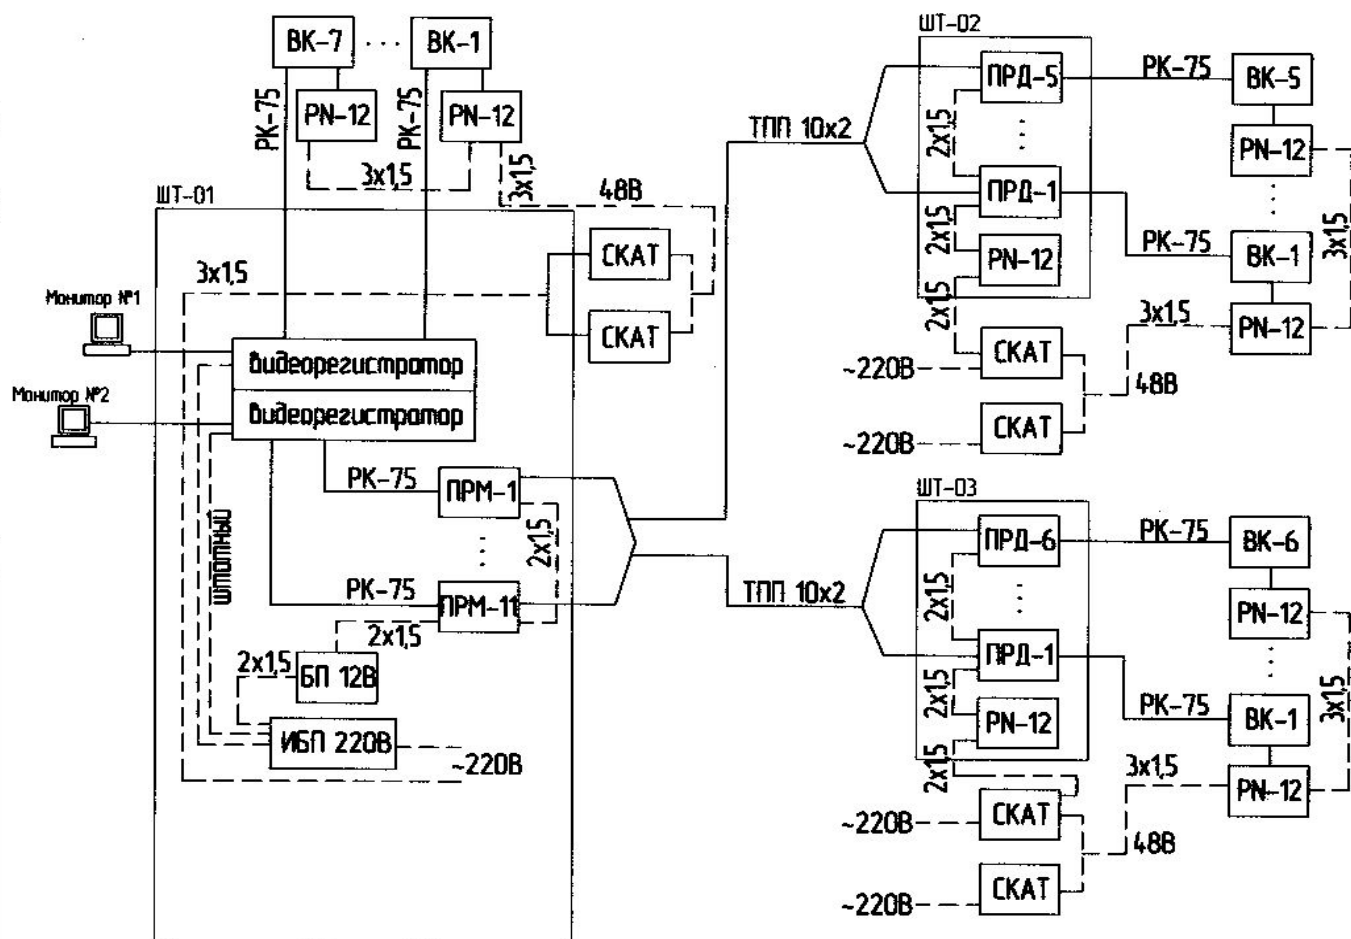 ШТ-02
ВК-7 ... ВК-1
ПРД-5
РК-75
ВК-5
РК-75
PN-12
РК-75
PN-12
2х1,5
ТПП 10х2
PN-12
3х1,5
3х1,5
ПРД-1
48В
2х1,5
РК-75
ВК-1
3х1,5
ШТ-01
СКАТ
PN-12
3х1,5
2х1,5
3х1,5
PN-12
Монитор №1
СКАТ
СКАТ
~220В
48В
Видеорегистратор
Монитор №2
Видеорегистратор
СКАТ
~220В
РК-75
ПРМ-1
ШТ-03
штатный
2х1,5
ПРД-6
РК-75
ВК-6
РК-75
ПРМ-11
ТПП 10х2
2х1,5
PN-12
2х1,5
2х1,5
БП 12В
ПРД-1
2х1,5
РК-75
ВК-1
3х1,5
PN-12
ИБП 220В
~220В
2х1,5
3х1,5
PN-12
СКАТ
~220В
48В
СКАТ
~220В